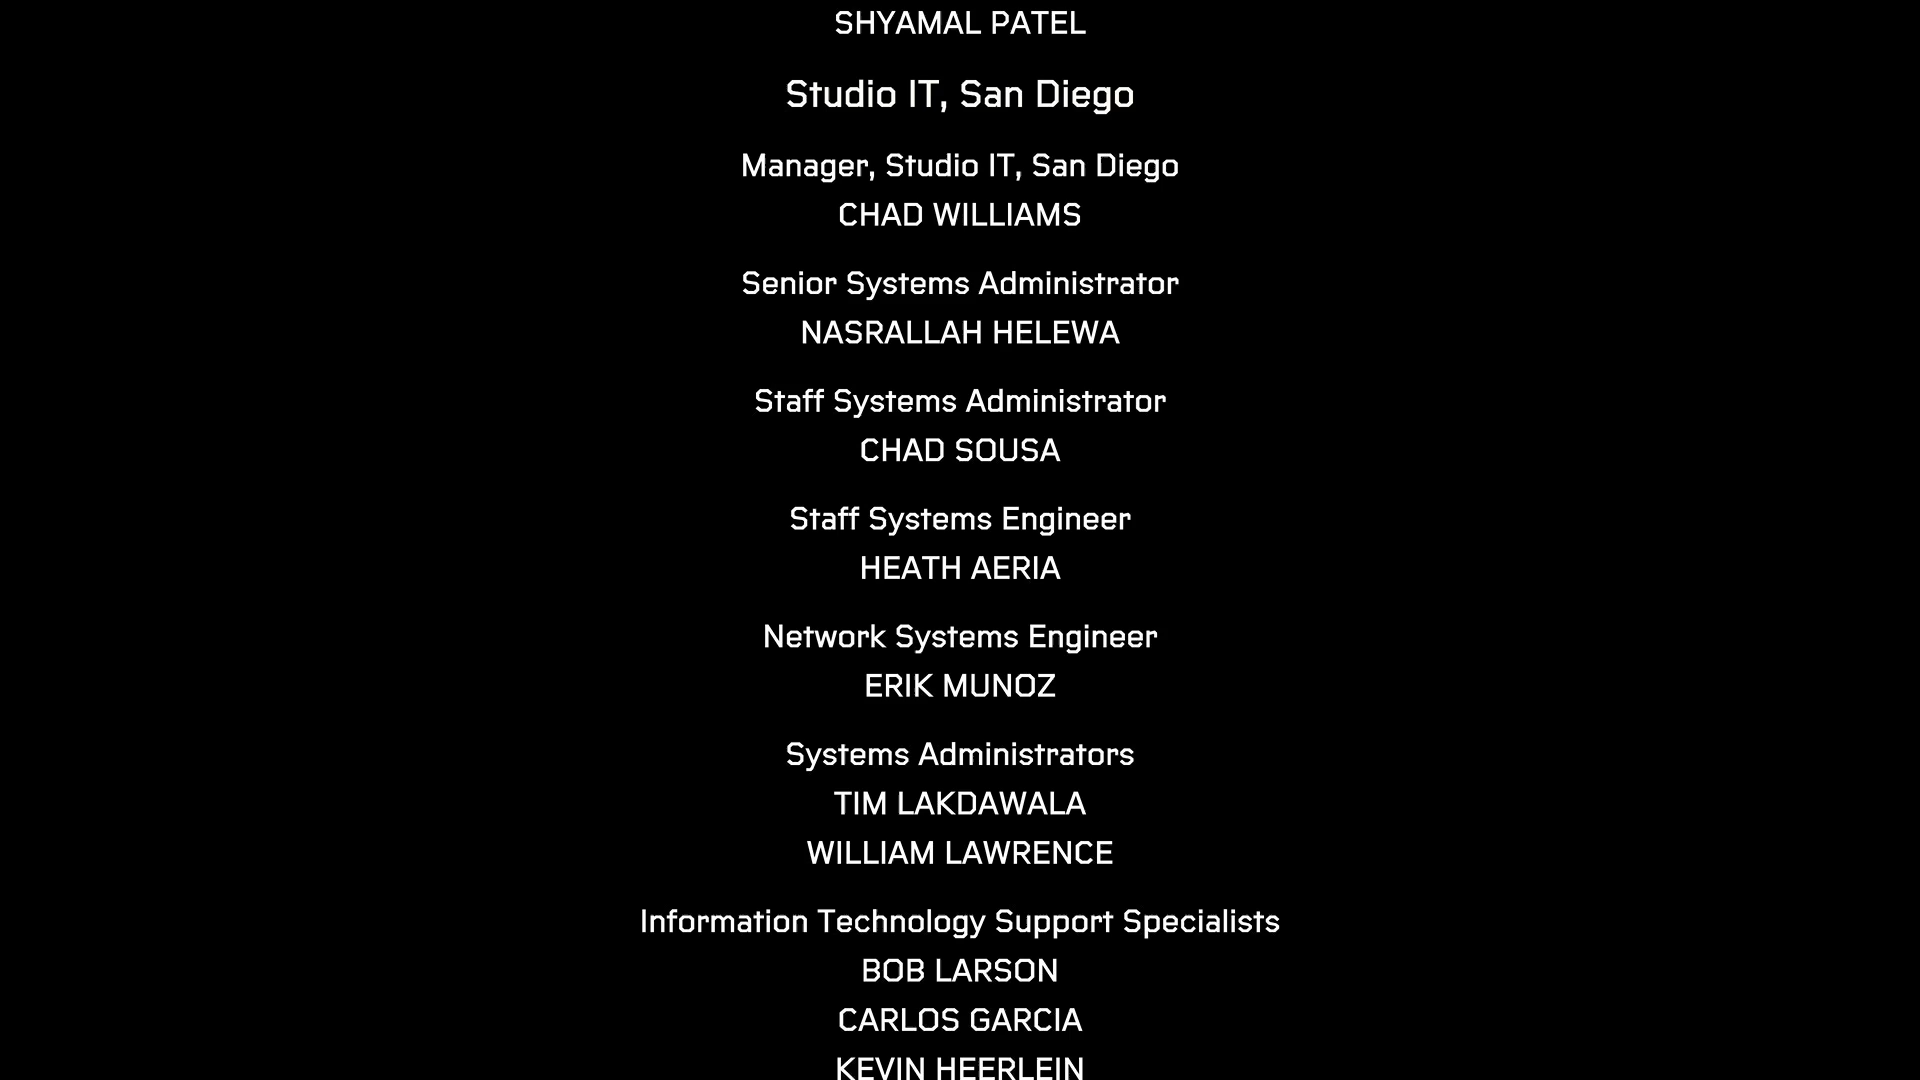 SHYAMAL PATEL
Studio IT, San Diego
Manager, Studio IT, San Diego
CHAD WILLIAMS
Senior Systems Administrator
NASRALLAH HELEWA
Staff Systems Administrator
CHAD SOUSA
Staff Systems Engineer
HEATH AERIA
Network Systems Engineer
ERIK MUNOZ
Systems Administrators
TIM LAKDAWALA
WILLIAM LAWRENCE
Information Technology Support Specialists
BOB LARSON
CARLOS GARCIA
KEVIN HEERLEIN